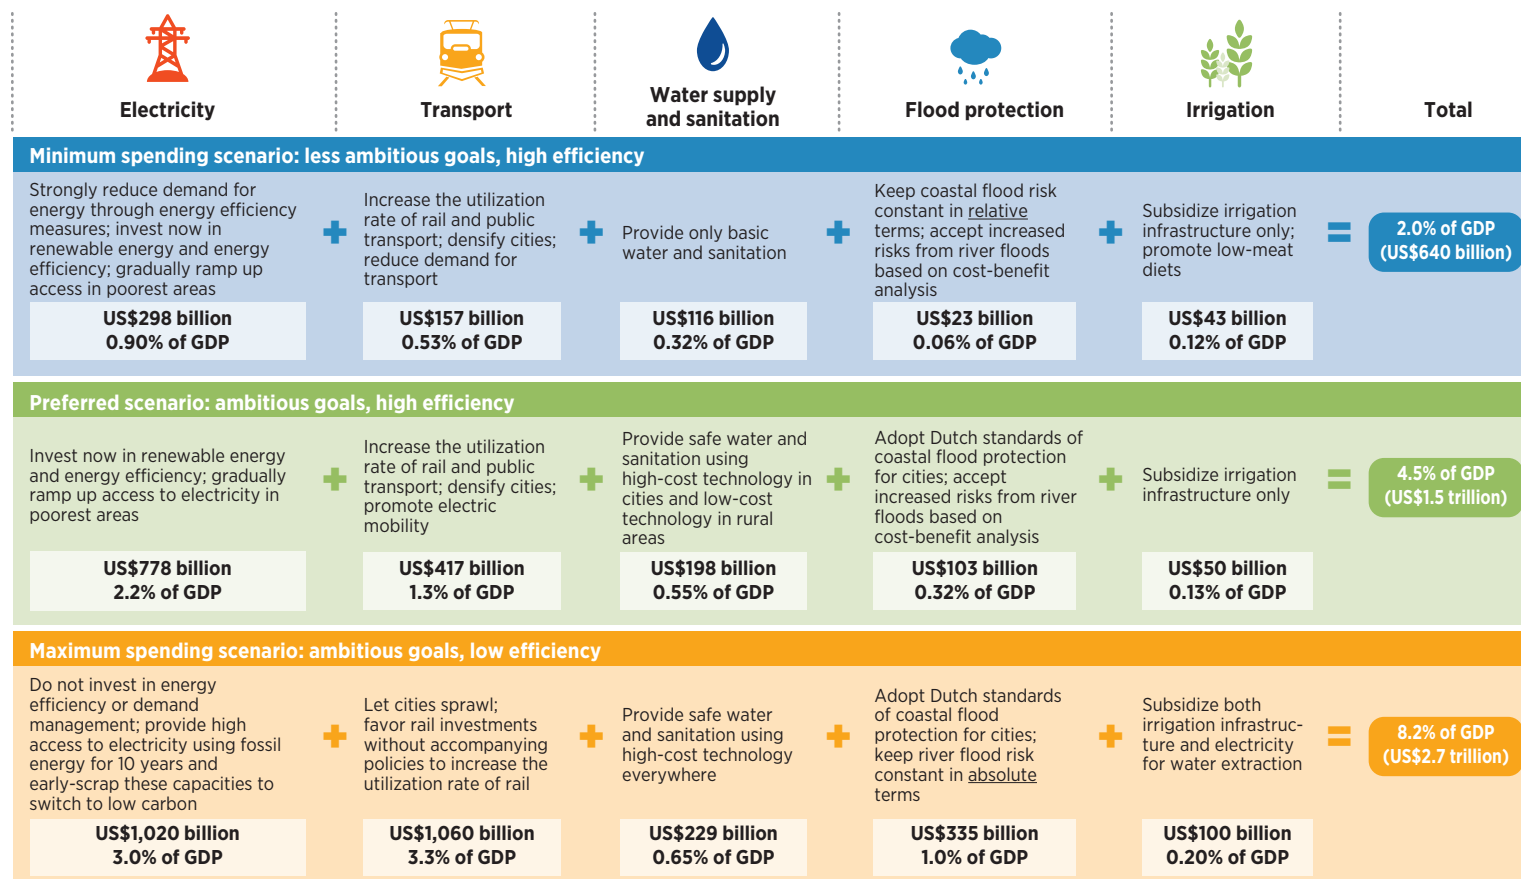 Electricity
Transport
Water supply
and sanitation
Flood protection
Irrigation
Total
Minimum spending scenario: less ambitious goals, high efficiency
Strongly reduce demand for
energy through energy efficiency
measures; invest now in
renewable energy and energy
efficiency; gradually ramp up
access in poorest areas
US$298 billion
0.90% of GDP
+
Increase the utilization
rate of rail and public
transport; densify cities;
reduce demand for
transport
US$157 billion
0.53% of GDP
+
Provide only basic
water and sanitation
US$116 billion
0.32% of GDP
+
Keep coastal flood risk
constant in relative
terms; accept increased
risks from river floods
based on cost-benefit
analysis
US$23 billion
0.06% of GDP
+
Subsidize irrigation
infrastructure only;
promote low-meat
diets
US$43 billion
0.12% of GDP
=
2.0% of GDP
(US$640 billion)
Preferred scenario: ambitious goals, high efficiency
Invest now in renewable energy
and energy efficiency; gradually
ramp up access to electricity in
poorest areas
US$778 billion
2.2% of GDP
+
Increase the utilization
rate of rail and public
transport; densify cities;
promote electric
mobility
US$417 billion
1.3% of GDP
+
Provide safe water and
sanitation using
high-cost technology in
cities and low-cost
technology in rural
areas
US$198 billion
0.55% of GDP
+
Adopt Dutch standards of
coastal flood protection
for cities; accept
increased risks from river
floods based on
cost-benefit analysis
US$103 billion
0.32% of GDP
+
Subsidize irrigation
infrastructure only
US$50 billion
0.13% of GDP
=
4.5% of GDP
(US$1.5 trillion)
Maximum spending scenario: ambitious goals, low efficiency
Do not invest in energy
efficiency or demand
management; provide high
access to electricity using fossil
energy for 10 years and
early-scrap these capacities to
switch to low carbon
US$1,020 billion
3.0% of GDP
+
Let cities sprawl;
favor rail investments
without accompanying
policies to increase the
utilization rate of rail
US$1,060 billion
3.3% of GDP
+
Provide safe water
and sanitation using
high-cost technology
everywhere
US$229 billion
0.65% of GDP
+
Adopt Dutch standards
of coastal flood
protection for cities;
keep river flood risk
constant in absolute
terms
US$335 billion
1.0% of GDP
+
Subsidize both
irrigation infrastruc-
ture and electricity
for water extraction
US$100 billion
0.20% of GDP
=
8.2% of GDP
(US$2.7 trillion)